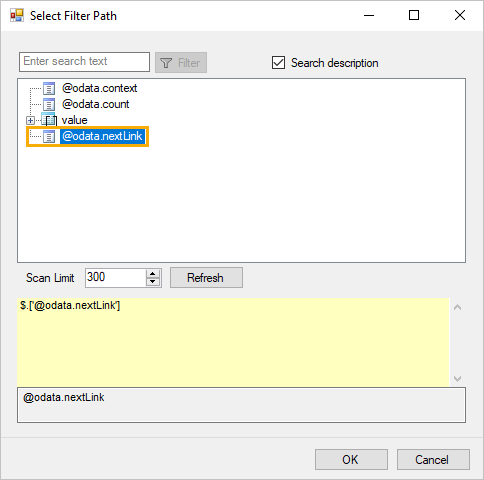 Select Filter Path
Enter search text
Filter
Search description
@odata.context
@odata.count
value
@odata.nextLink
Scan Limit
300
Refresh
$.['@odata.nextLink']
@odata.nextLink
OK
Cancel